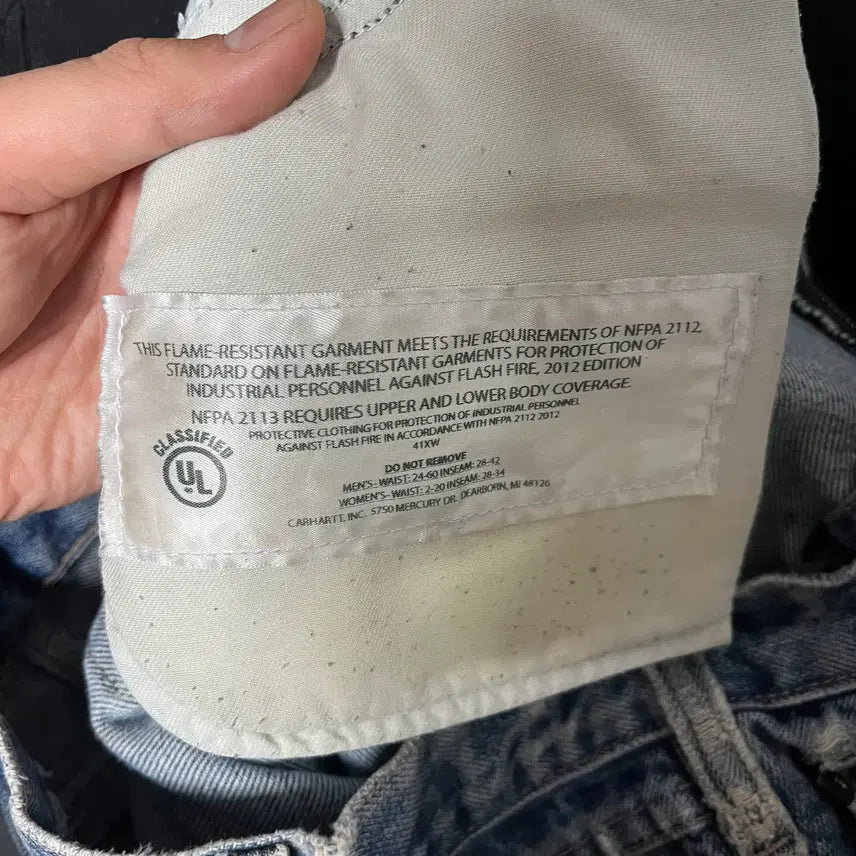 THIS FLAME-RESISTANT GARMENT MEETS THE REQUIREMENTS OF NFPA 2112,
STANDARD ON FLAME-RESISTANT GARMENTS FOR PROTECTION OF
INDUSTRIAL PERSONNEL AGAINST FLASH FIRE, 2012 EDITION
NFPA 2113 REQUIRES UPPER AND LOWER BODY COVERAGE.
PROTECTIVE CLOTHING FOR PROTECTION OF INDUSTRIAL PERSONNEL
AGAINST FLASH FIRE IN ACCORDANCE WITH NFPA 2112 2012
41XW
CLASSIFIED
UL
DO NOT REMOVE
MEN'S- WAIST: 24-60 INSEAM: 28-42
WOMEN'S- WAIST: 2-20 INSEAM: 28-34
CARHARTT, INC. 5750 MERCURY DR. DEARBORN, MI 48126